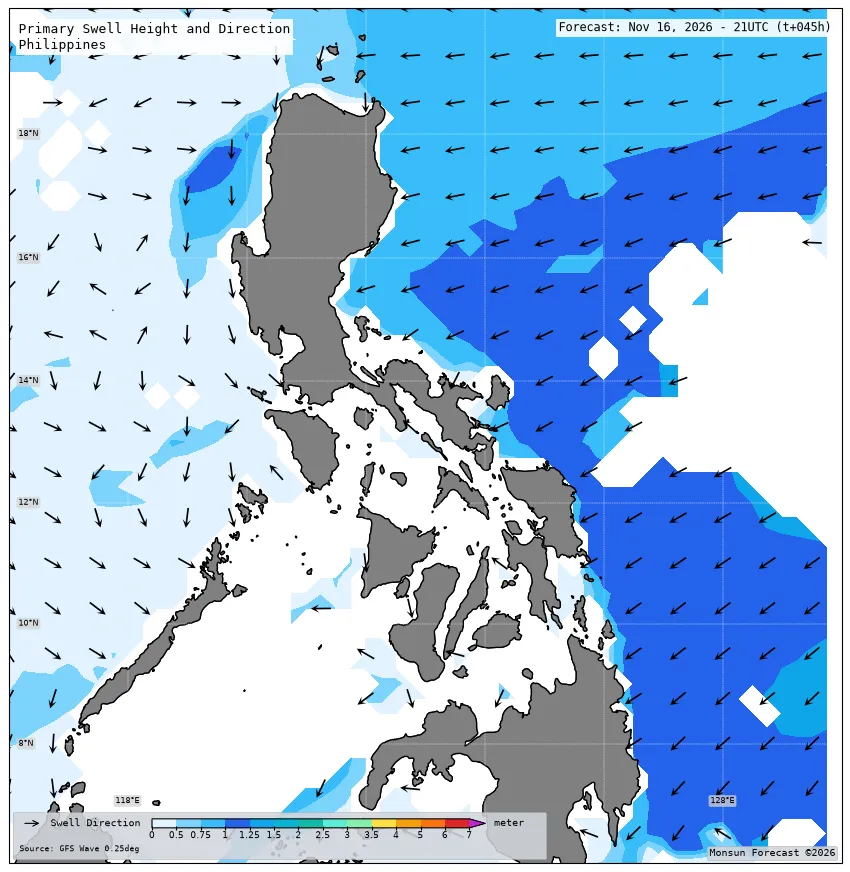 Primary Swell Height and Direction
Philippines
Forecast: Nov 16, 2026 - 21UTC (t+045h)
18°N
16°N
14°N
12°N
10°N
8°N
118°E
128°E
Swell Direction
meter
0 0.5 0.75 1 1.25 1.5 2 2.5 3 3.5 4 5 6 7
Source: GFS Wave 0.25deg
Monsun Forecast ©2026